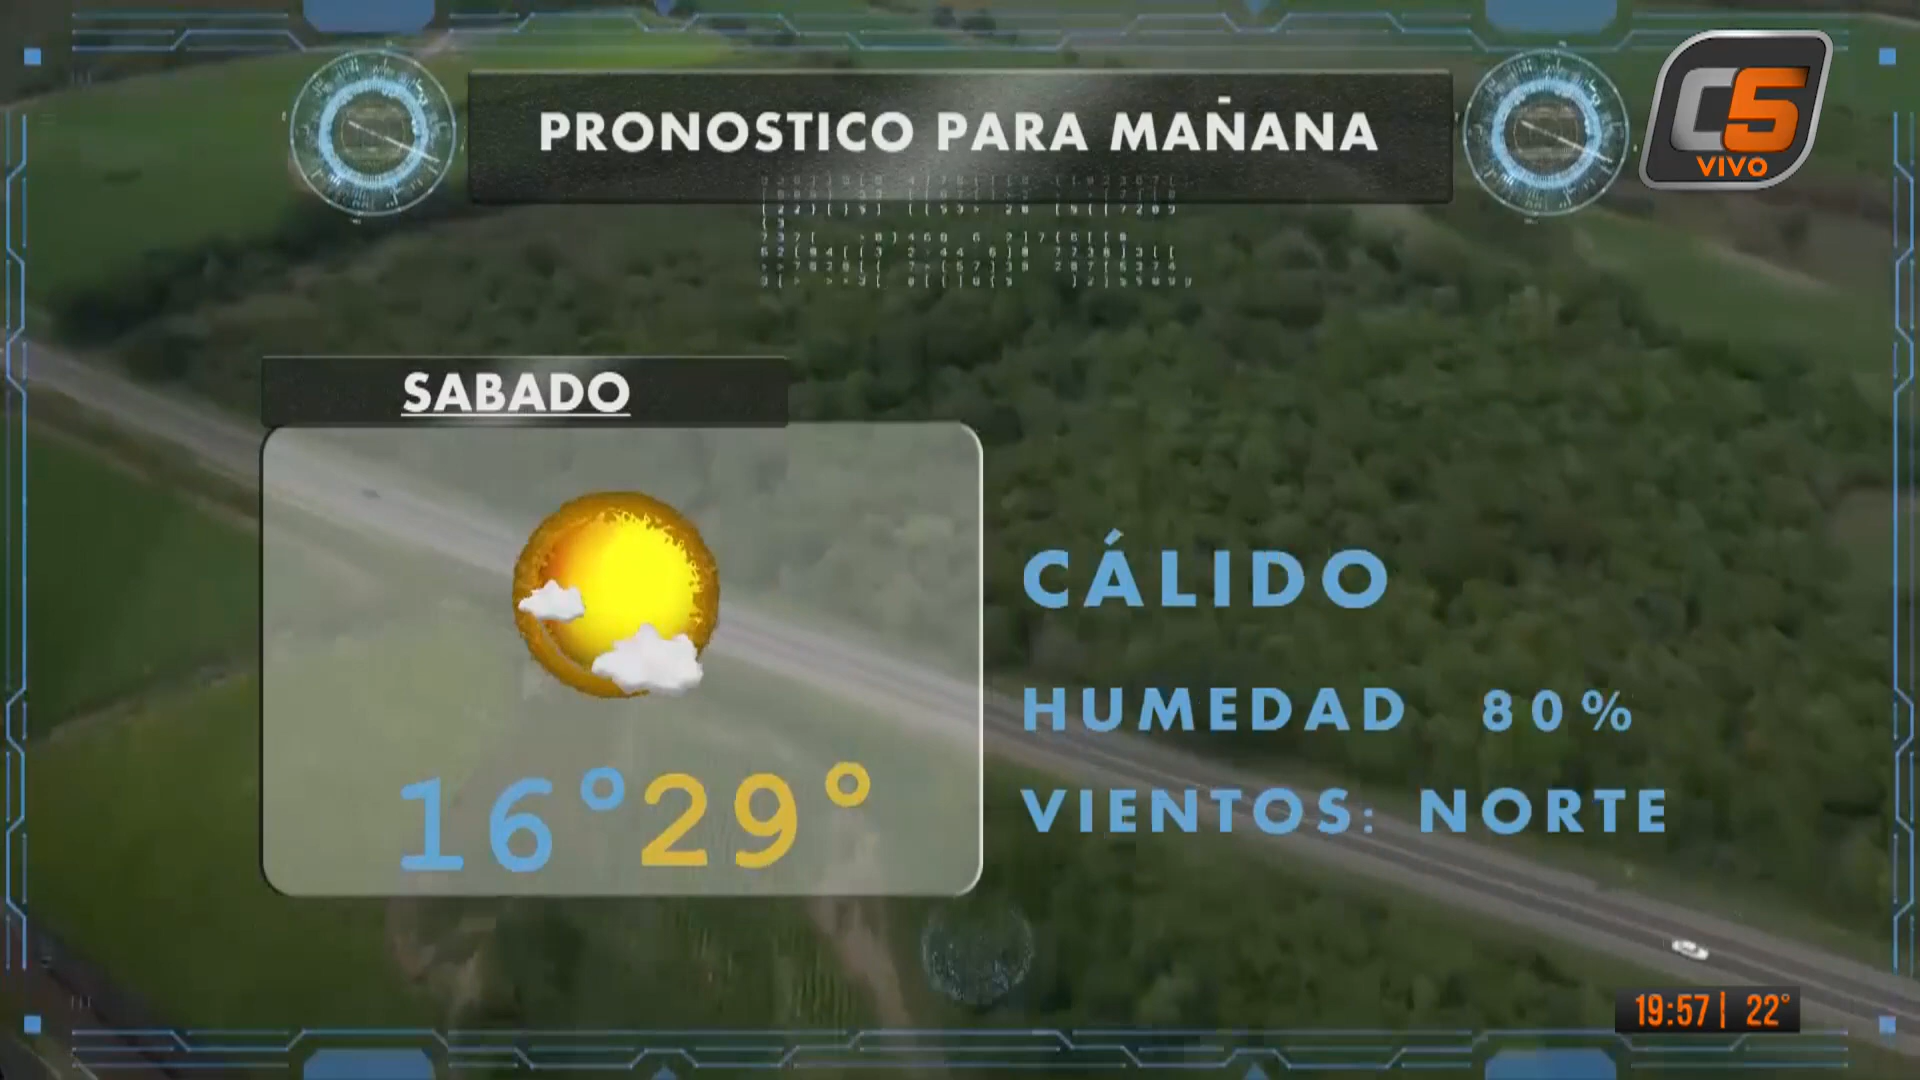 PRONOSTICO PARA MAÑANA
C5
VIVO
SABADO
16° 29°
CÁLIDO
HUMEDAD 80%
VIENTOS: NORTE
19:57 | 22°